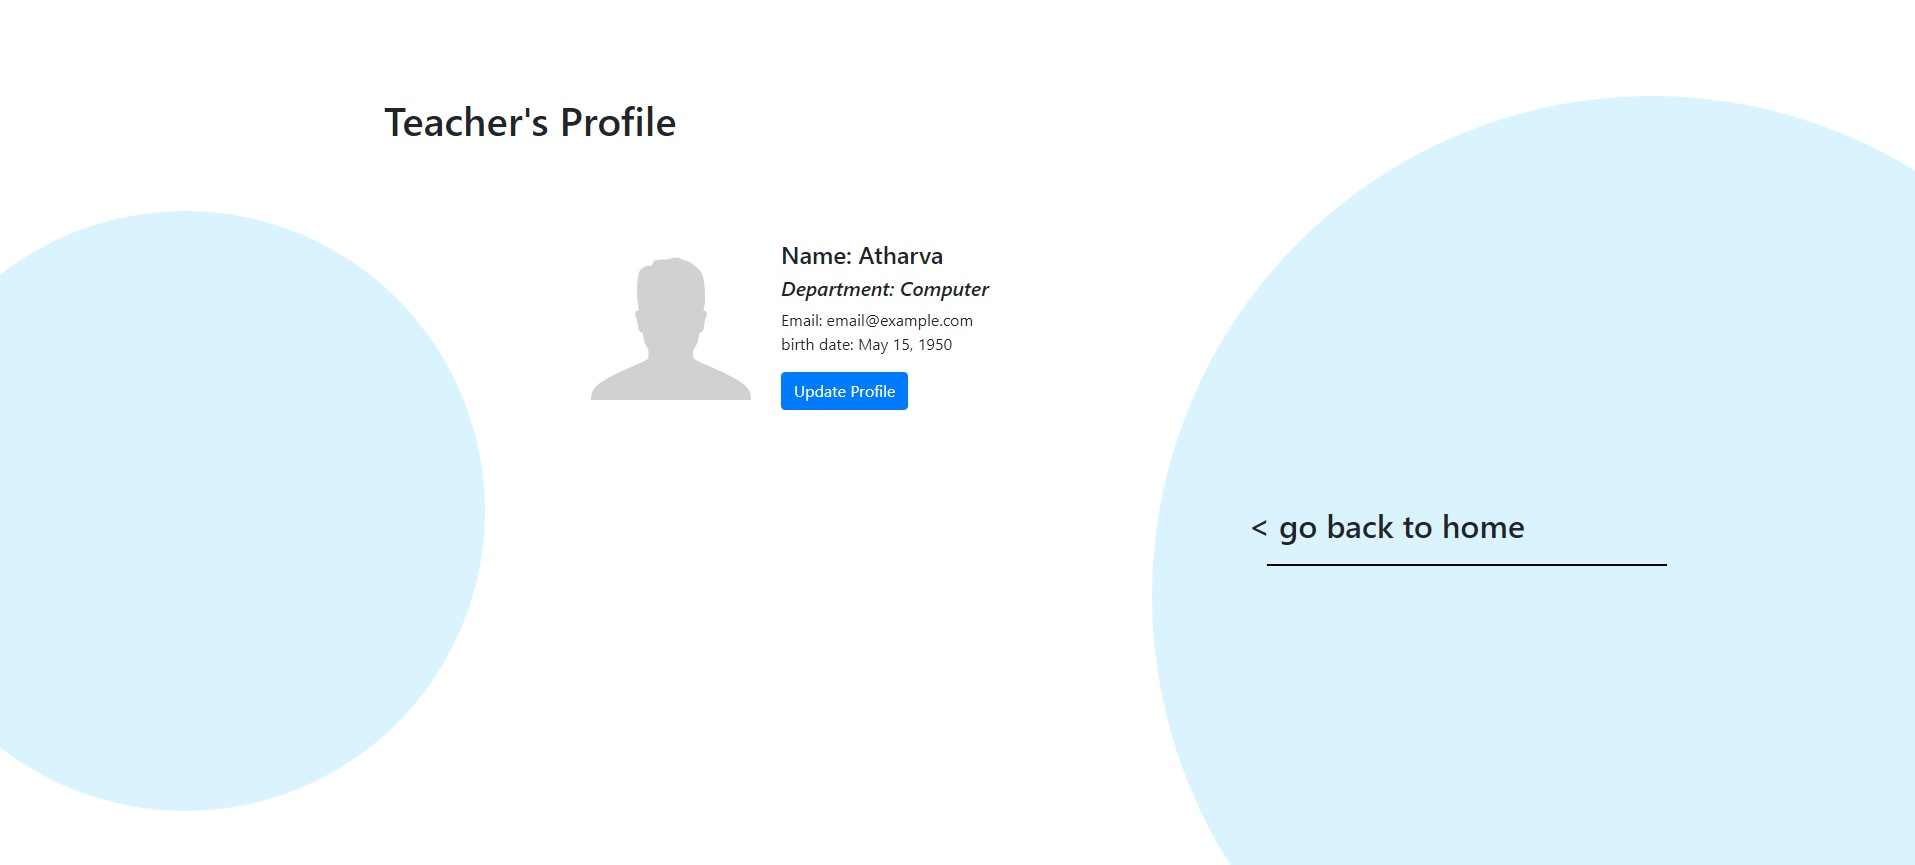 Teacher's Profile
Name: Atharva
Department: Computer
Email: email@example.com
birth date: May 15, 1950
Update Profile
< go back to home